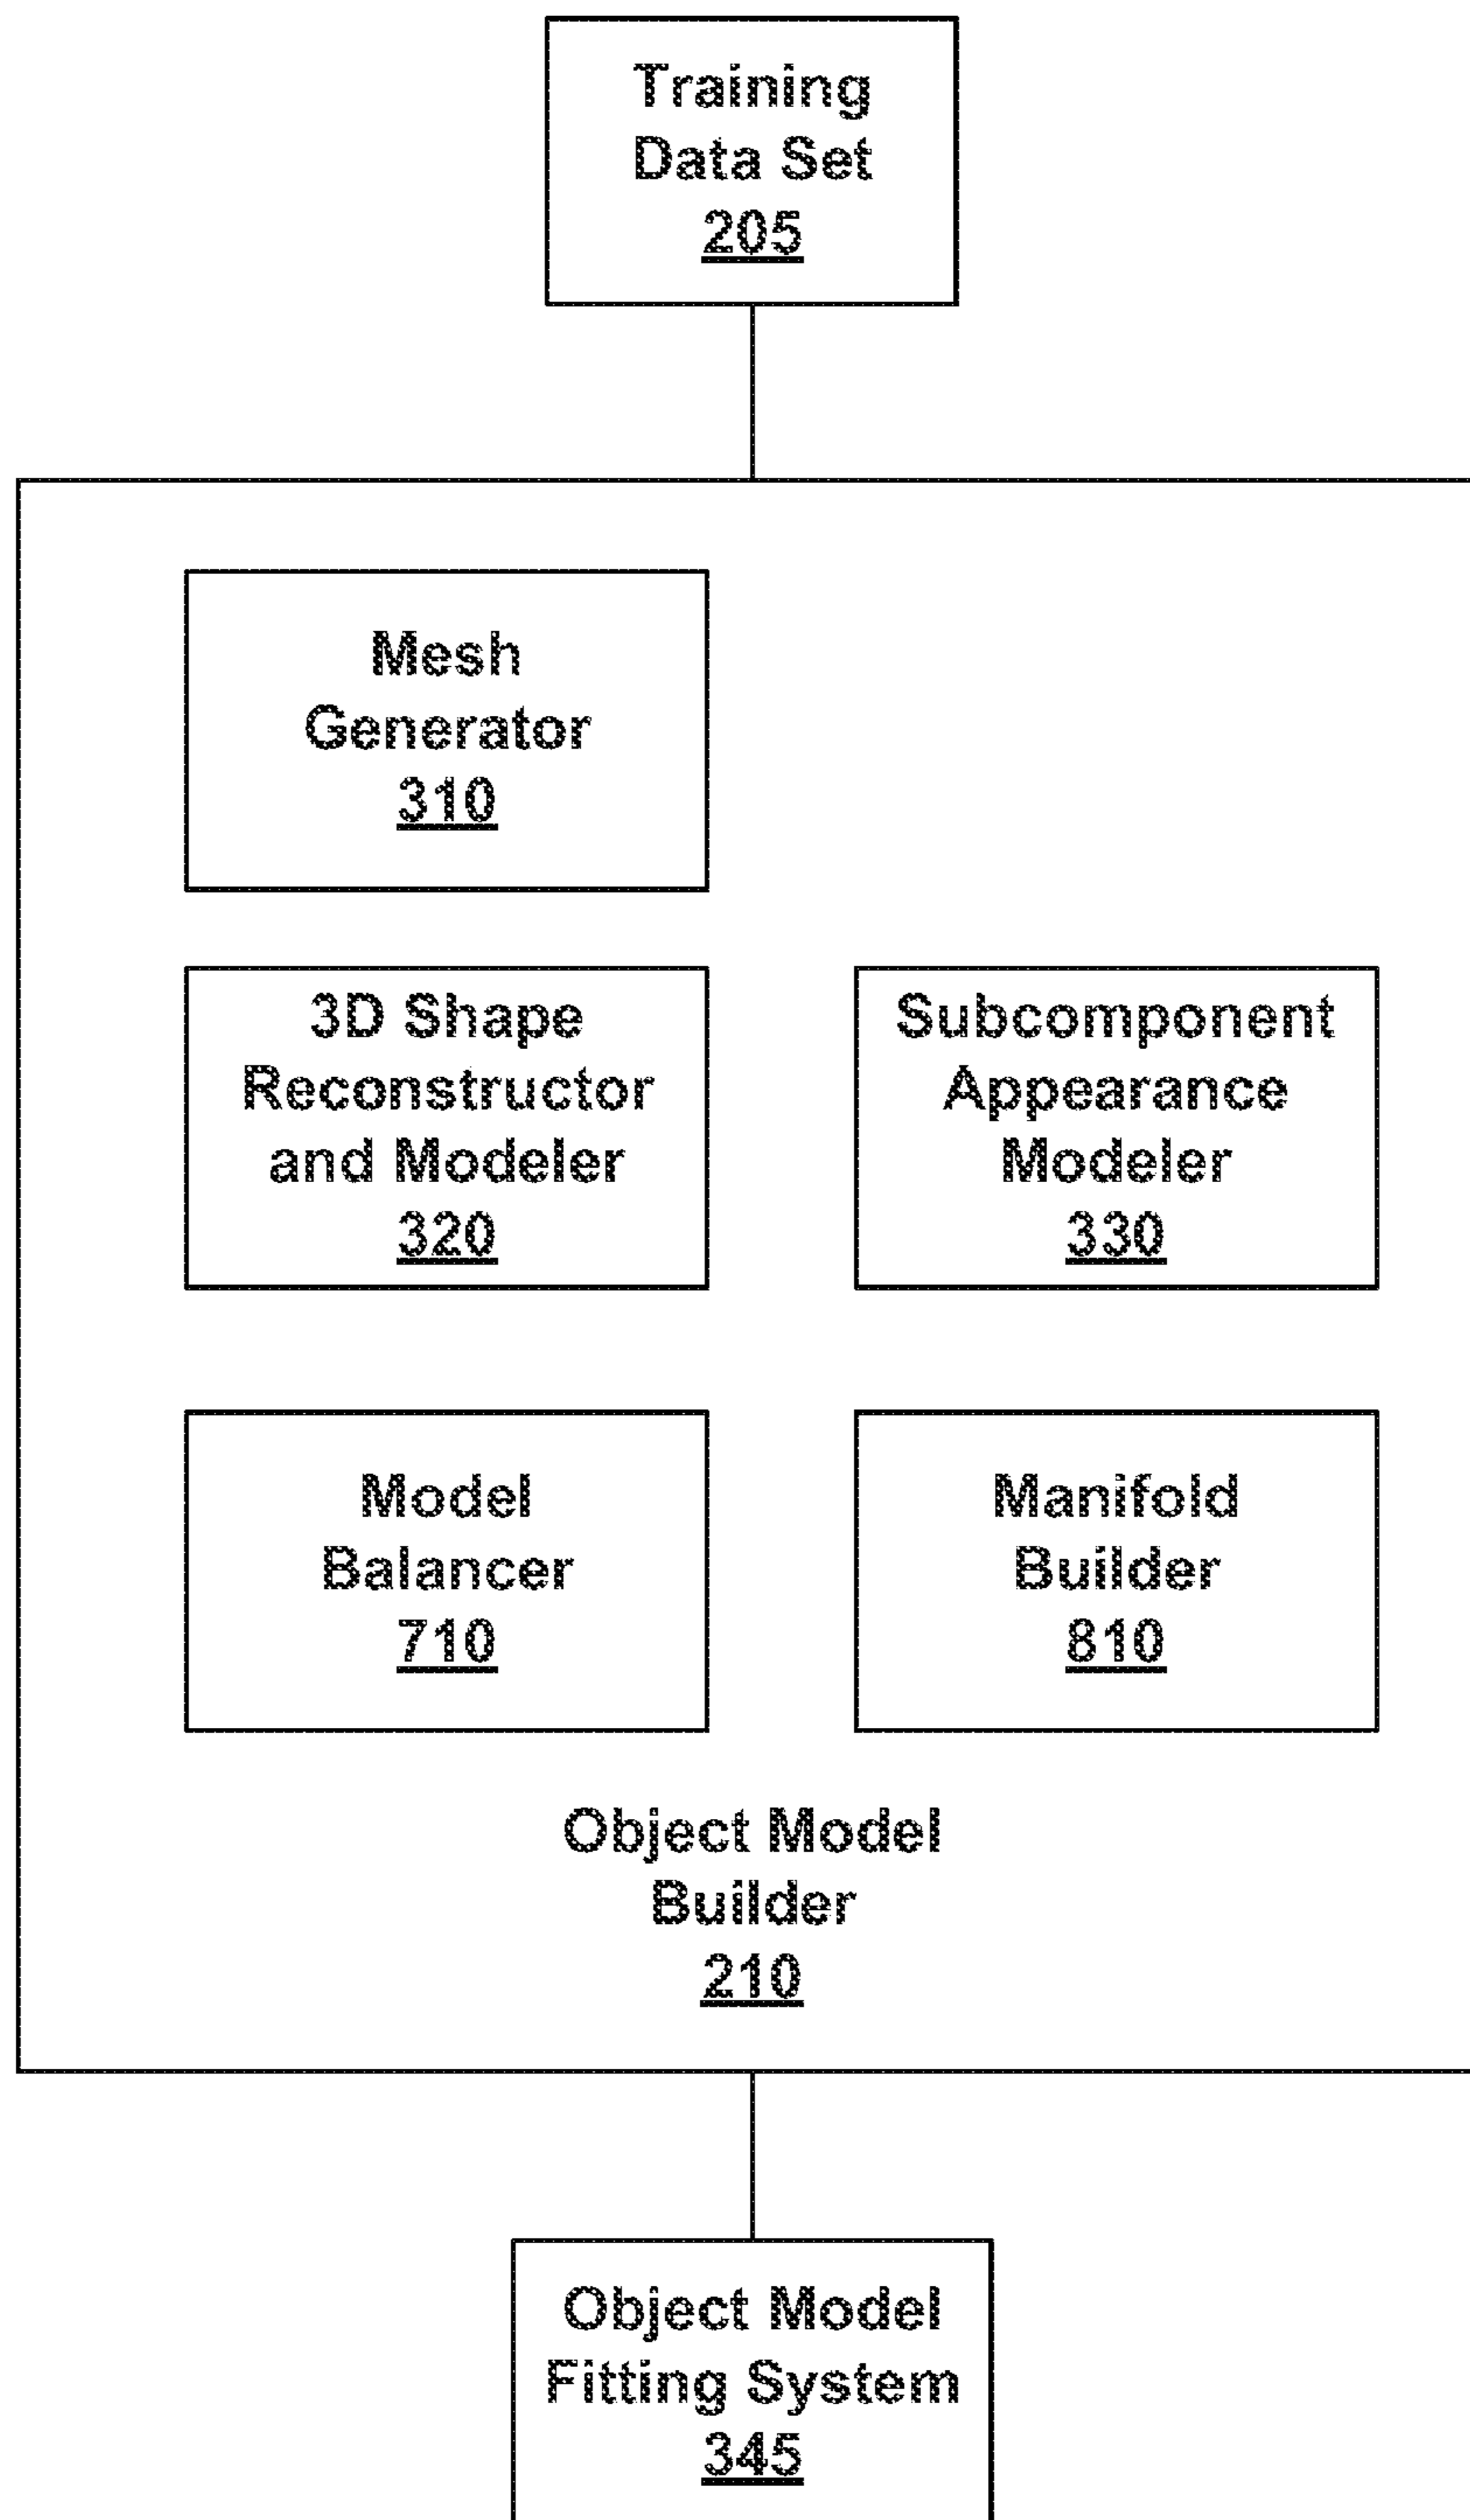 Training
Data Set
205
Mesh
Generator
310
3D Shape
Reconstructor
and Modeler
320
Subcomponent
Appearance
Modeler
330
Model
Balancer
710
Manifold
Builder
810
Object Model
Builder
210
Object Model
Fitting System
345